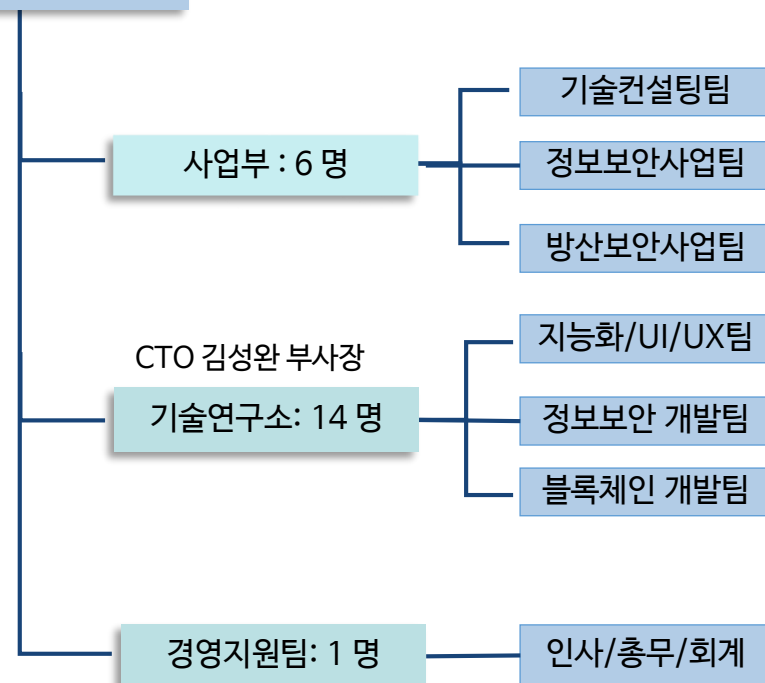 기술컨설팅팀
사업부 : 6 명
정보보안사업팀
방산보안사업팀
지능화/UI/UX팀
CTO 김성완 부사장
기술연구소: 14 명
정보보안 개발팀
블록체인 개발팀
경영지원팀: 1 명
인사/총무/회계